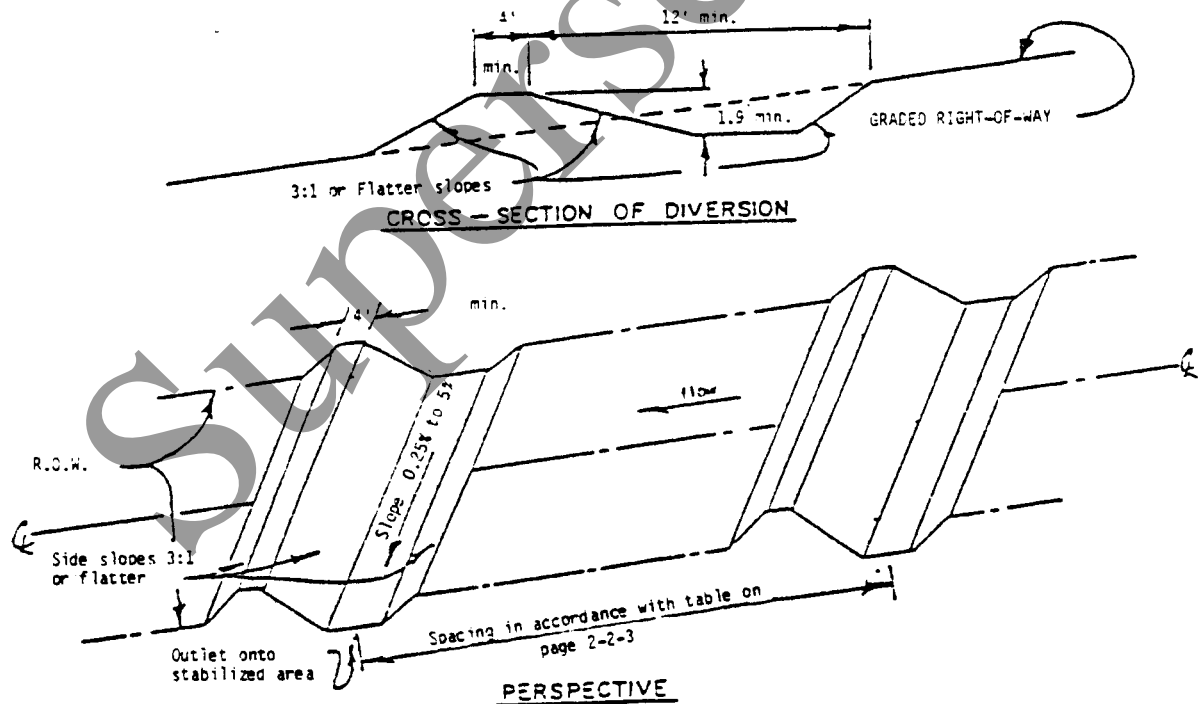 4'
12' min.
min.
1.9 min.
GRADED RIGHT-OF-WAY
3:1 or Flatter slopes
CROSS-SECTION OF DIVERSION
4' min.
flow
R.O.W.
Slope 0.25% to 5%
Side slopes 3:1
or flatter
Spacing in accordance with table on
page 2-2-3
Outlet onto
stabilized area
PERSPECTIVE